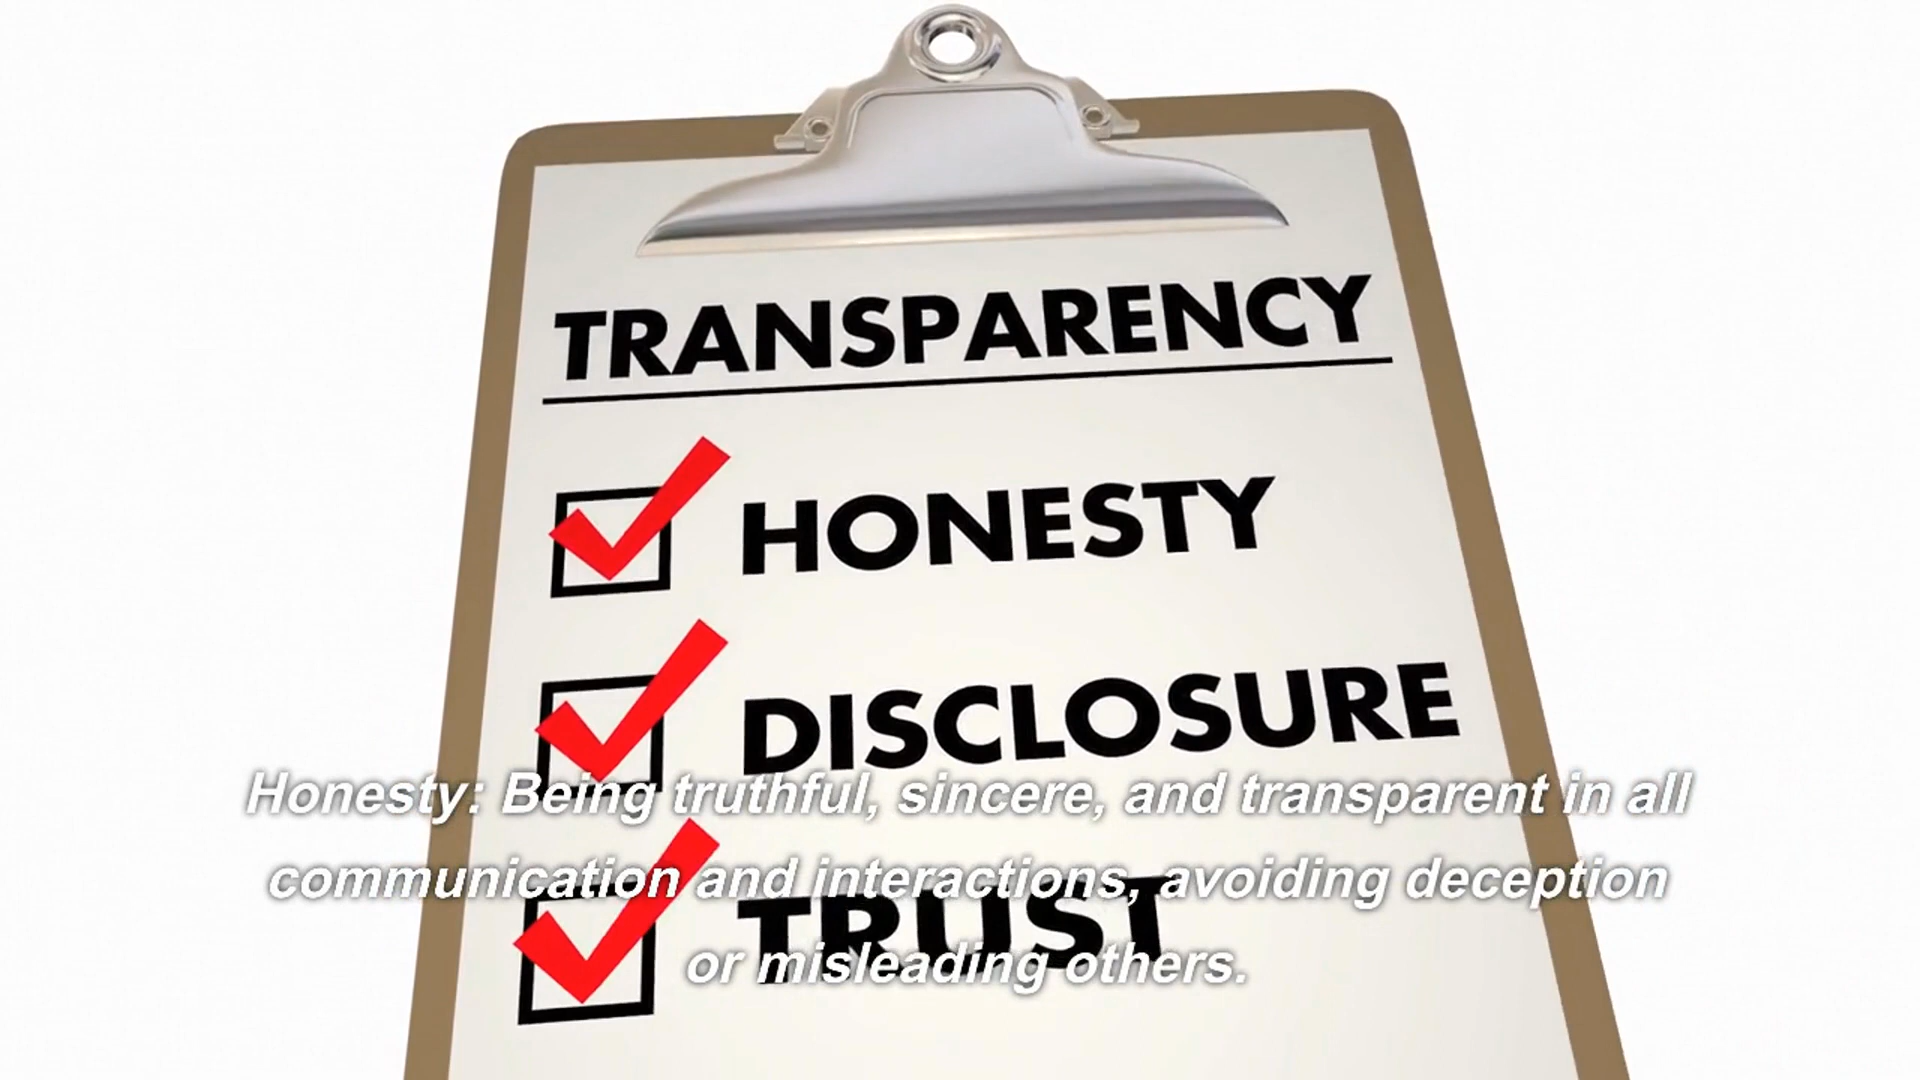 TRANSPARENCY
HONESTY
DISCLOSURE
TRUST
Honesty: Being truthful, sincere, and transparent in all
communication and interactions, avoiding deception
or misleading others.